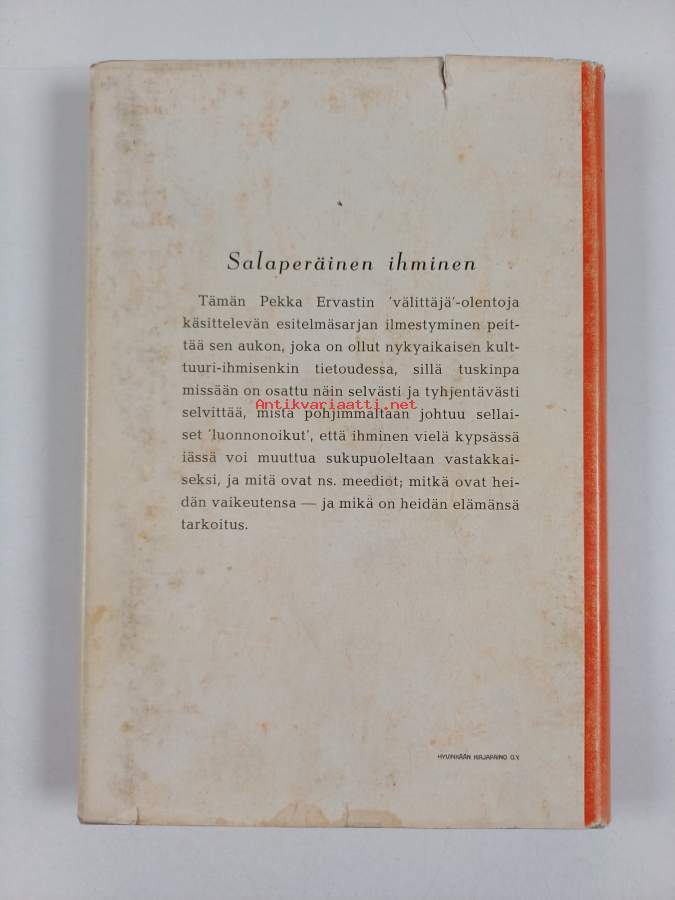 Salaperäinen ihminen
Tämän Pekka Ervastin 'välittäjä'-olentoja
käsittelevän esitelmäsarjan ilmestyminen peit-
tää sen aukon, joka on ollut nykyaikaisen kult-
tuuri-ihmisenkin tietoudessa, sillä tuskinpa
missään on osattu näin selvästi ja tyhjentävästi
Antikvariaatti.net
selvittää, mistä pohjimmaltaan johtuu sellai-
set 'luonnonoikut', että ihminen vielä kypsässä
iässä voi muuttua sukupuoleltaan vastakkai-
seksi, ja mitä ovat ns. meediot; mitkä ovat hei-
dän vaikeutensa — ja mikä on heidän elämänsä
tarkoitus.
HYVINKÄÄN KIRJAPAINO O.Y